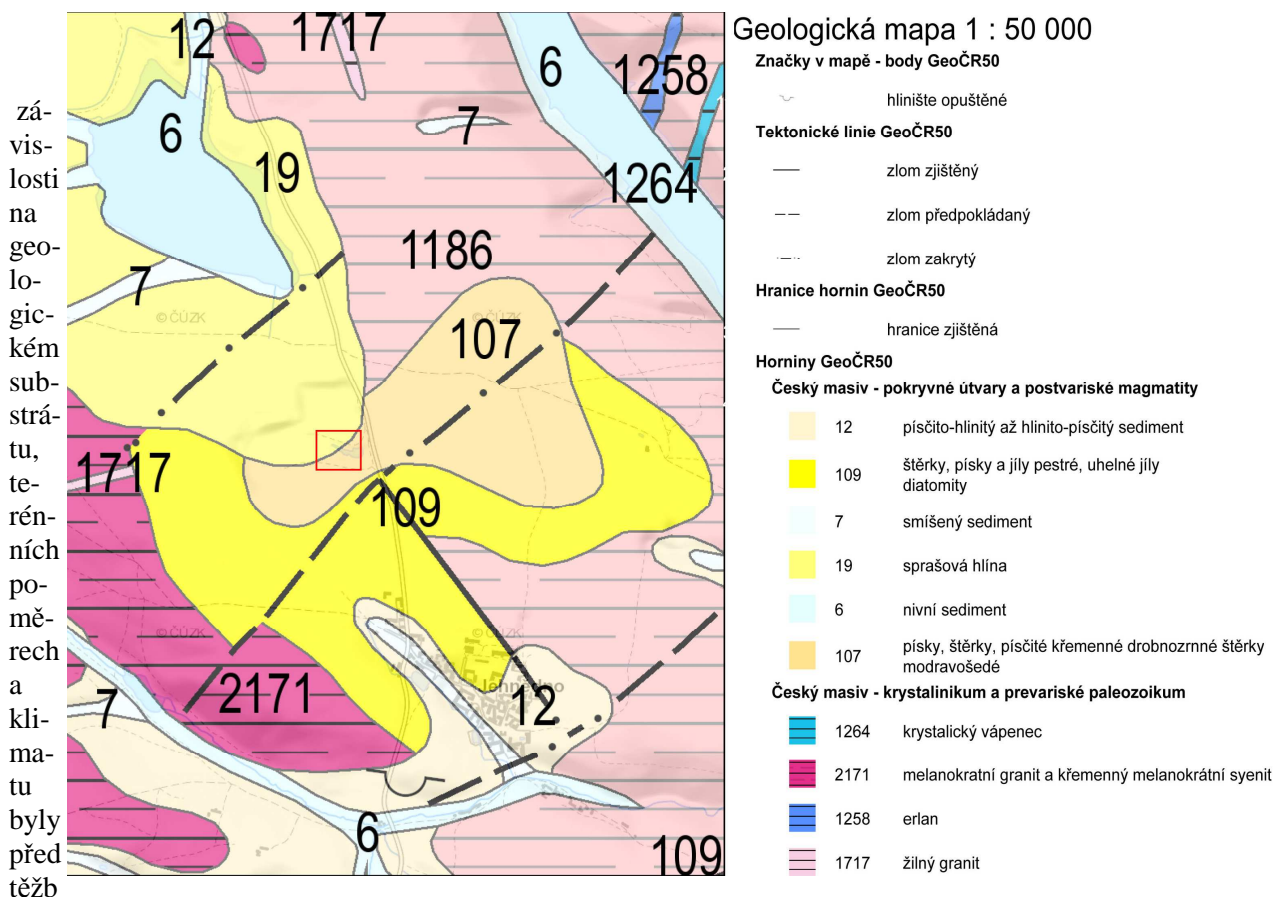 zá-
vis-
losti
na
geo-
lo-
gic-
kém
sub-
strá-
tu,
te-
rén-
ních
po-
mě-
rech
a
kli-
ma-
tu
byly
před
těžb
12
1717
6
1258
6
7
19
1264
1186
7
© ČÚZK
107
1717
109
© ČÚZK
© ČÚZK
2171
12
7
6
109
Geologická mapa 1 : 50 000
Značky v mapě - body GeoČR50
hlinište opuštěné
Tektonické linie GeoČR50
zlom zjištěný
zlom předpokládaný
zlom zakrytý
Hranice hornin GeoČR50
hranice zjištěná
Horniny GeoČR50
Český masiv - pokryvné útvary a postvariské magmatity
12 písčito-hlinitý až hlinito-písčitý sediment
109 štěrky, písky a jíly pestré, uhelné jíly
diatomity
7 smíšený sediment
19 sprašová hlína
6 nivní sediment
107 písky, štěrky, písčité křemenné drobnozrnné štěrky
modravošedé
Český masiv - krystalinikum a prevariské paleozoikum
1264 krystalický vápenec
2171 melanokratní granit a křemenný melanokrátní syenit
1258 erlan
1717 žilný granit